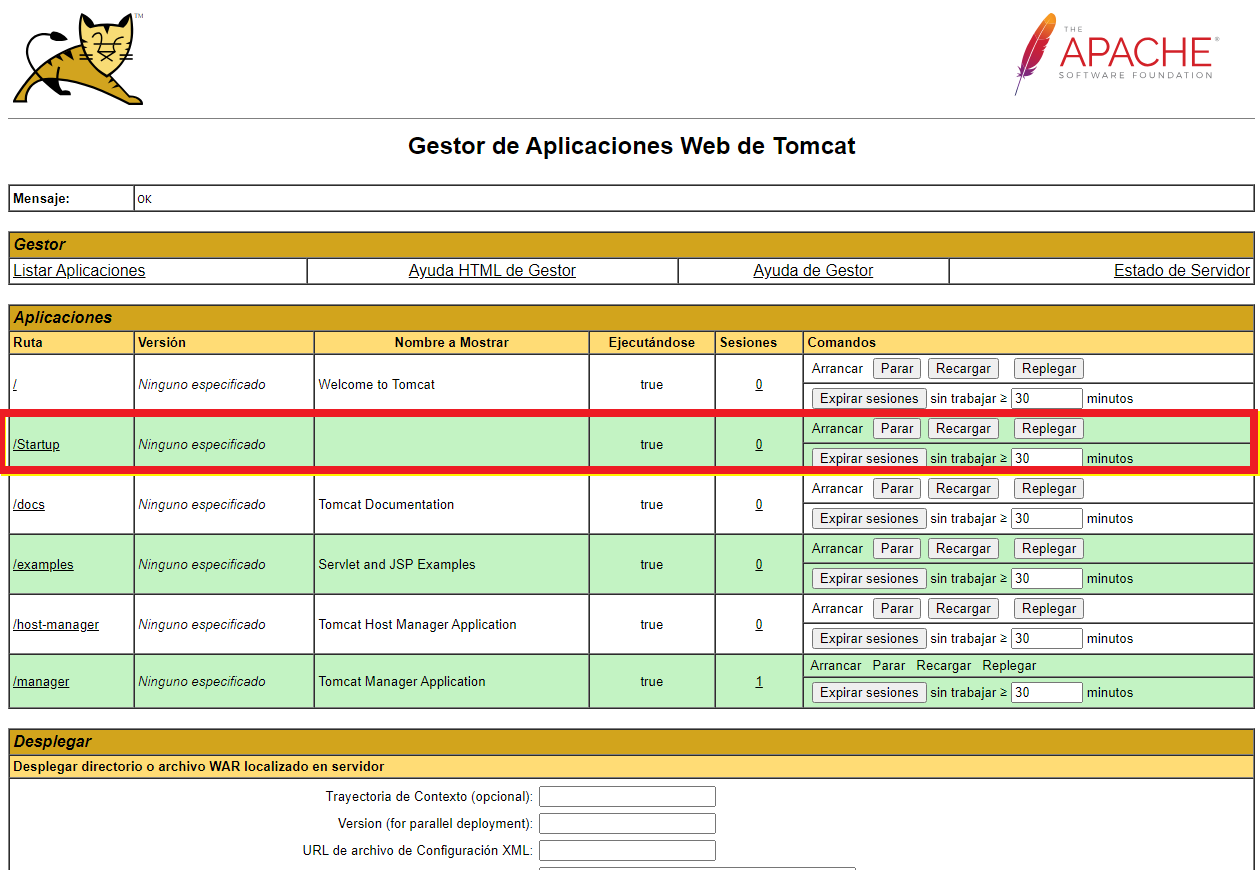 TM
THE
APACHE®
SOFTWARE FOUNDATION
Gestor de Aplicaciones Web de Tomcat
Mensaje: OK
Gestor
Listar Aplicaciones Ayuda HTML de Gestor Ayuda de Gestor Estado de Servidor
Aplicaciones
Ruta Versión Nombre a Mostrar Ejecutándose Sesiones Comandos
/ Ninguno especificado Welcome to Tomcat true 0 Arrancar Parar Recargar Replegar
Expirar sesiones sin trabajar ≥ 30 minutos
/Startup Ninguno especificado true 0 Arrancar Parar Recargar Replegar
Expirar sesiones sin trabajar ≥ 30 minutos
/docs Ninguno especificado Tomcat Documentation true 0 Arrancar Parar Recargar Replegar
Expirar sesiones sin trabajar ≥ 30 minutos
/examples Ninguno especificado Servlet and JSP Examples true 0 Arrancar Parar Recargar Replegar
Expirar sesiones sin trabajar ≥ 30 minutos
/host-manager Ninguno especificado Tomcat Host Manager Application true 0 Arrancar Parar Recargar Replegar
Expirar sesiones sin trabajar ≥ 30 minutos
/manager Ninguno especificado Tomcat Manager Application true 1 Arrancar Parar Recargar Replegar
Expirar sesiones sin trabajar ≥ 30 minutos
Desplegar
Desplegar directorio o archivo WAR localizado en servidor
Trayectoria de Contexto (opcional):
Version (for parallel deployment):
URL de archivo de Configuración XML: